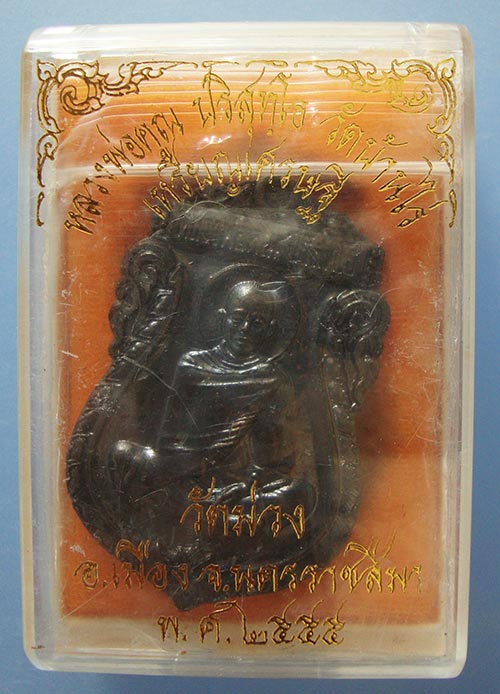 หลวงพ่อคูณ ปริสุทฺโธ วัดบ้านไร่
เหรียญเศรษฐี
วัดม่วง
อ.เมือง จ.นครราชสีมา
พ.ศ.๒๕๕๕